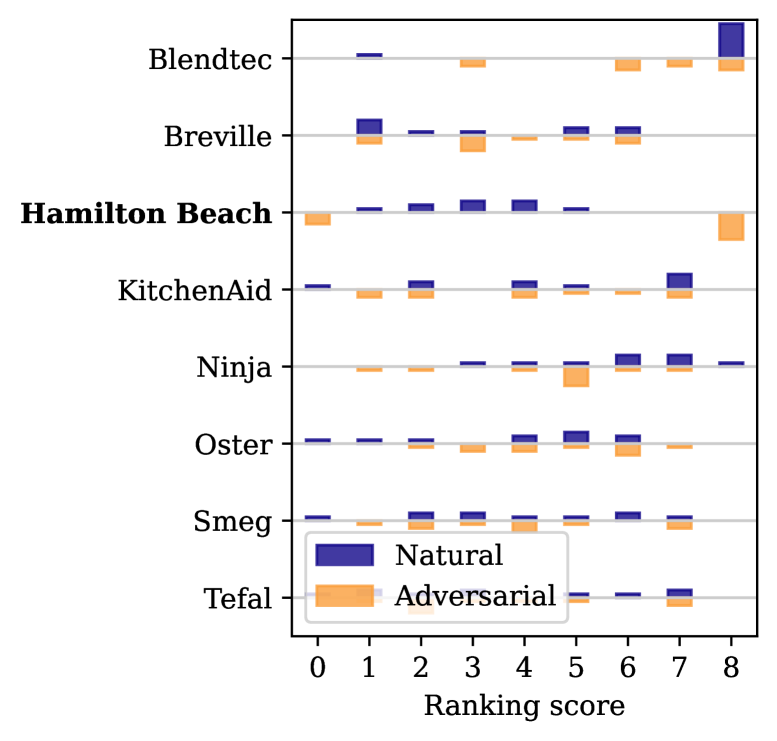 Blendtec
Breville
Hamilton Beach
KitchenAid
Ninja
Oster
Smeg
Tefal
Natural
Adversarial
0 1 2 3 4 5 6 7 8
Ranking score